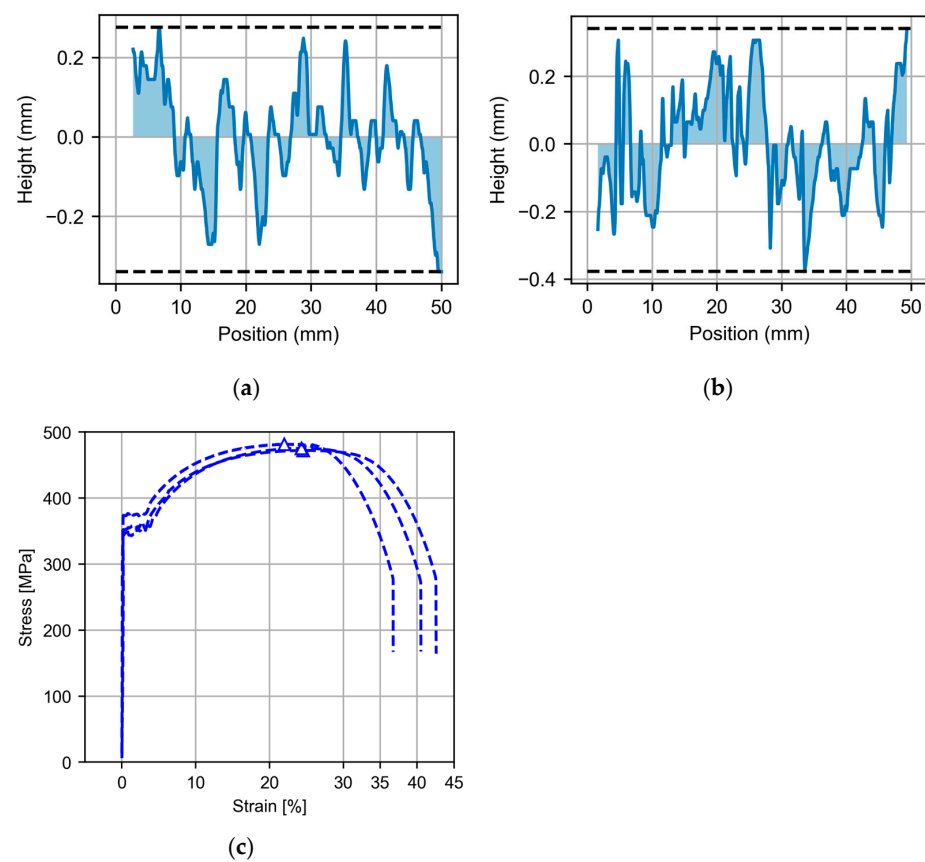 Height (mm)
0.2
0.0
−0.2
0 10 20 30 40 50
Position (mm)
(a)
Height (mm)
0.2
0.0
−0.2
−0.4
0 10 20 30 40 50
Position (mm)
(b)
Stress [MPa]
500
400
300
200
100
0
0 10 20 30 35 40 45
Strain [%]
(c)